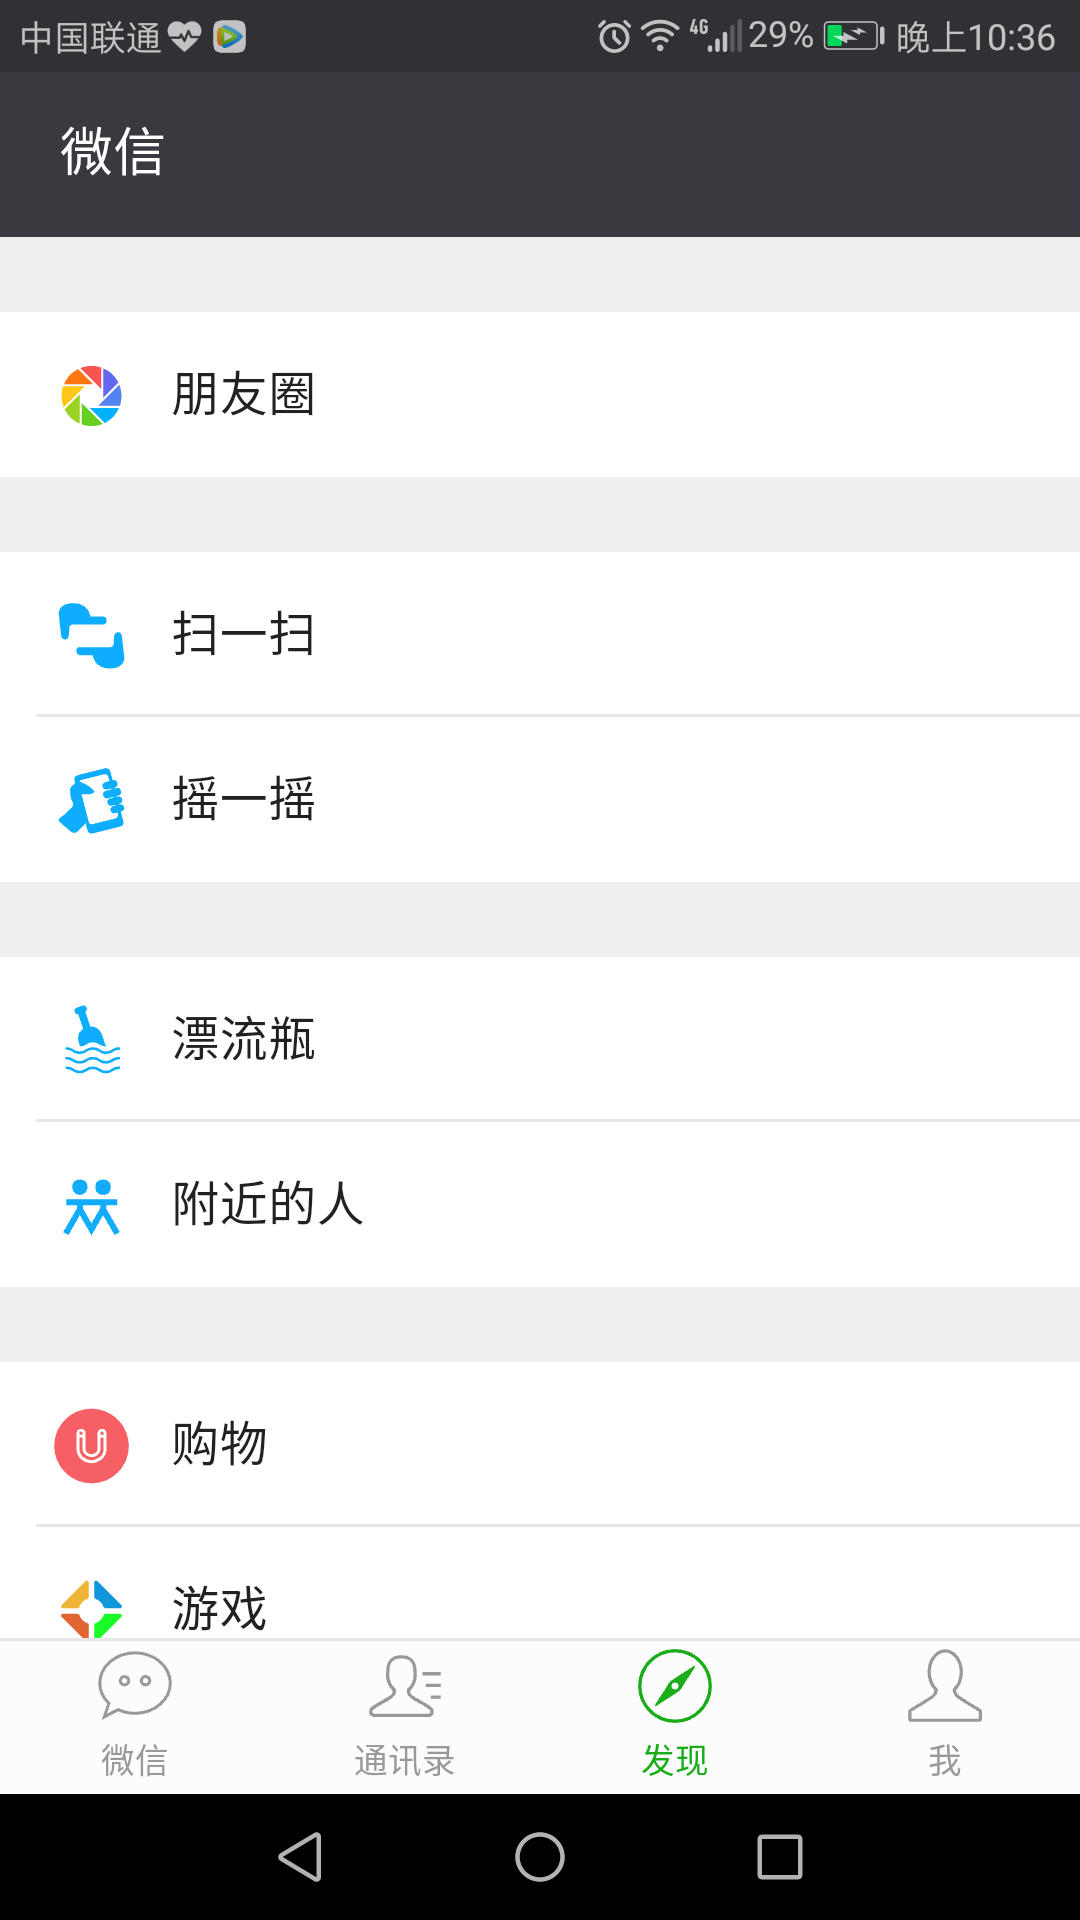 中国联通 4G 29% 晚上10:36
微信
朋友圈
扫一扫
摇一摇
漂流瓶
附近的人
购物
游戏
微信 通讯录 发现 我